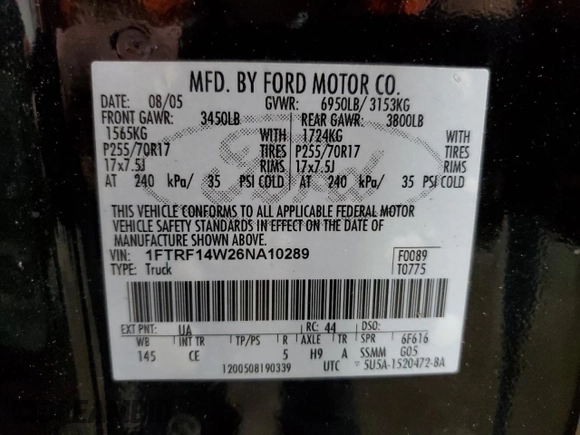 MFD. BY FORD MOTOR CO.
DATE: 08/05 GVWR: 6950LB/ 3153KG
FRONT GAWR: 3450LB REAR GAWR: 3800LB
1565KG WITH 1724KG WITH
P255/70R17 TIRES P255/70R17 TIRES
17x7.5J RIMS 17x7.5J RIMS
AT 240 kPa/ 35 PSI COLD AT 240 kPa/ 35 PSI COLD
THIS VEHICLE CONFORMS TO ALL APPLICABLE FEDERAL MOTOR
VEHICLE SAFETY STANDARDS IN EFFECT ON THE DATE OF
MANUFACTURE SHOWN ABOVE.
VIN: 1FTRF14W26NA10289 F0089
TYPE: Truck T0775
EXT PNT: UA RC: 44 DSO:
WB INT TR TP/PS R AXLE TR SPR 6F616
145 CE 5 H9 A SSMM G05
1200508190339 UTC 5U5A-1520472-BA
Ford